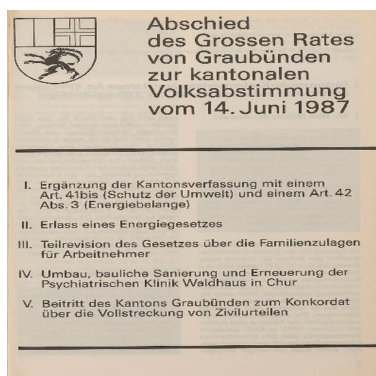 Abschied
des Grossen Rates
von Graubünden
zur kantonalen
Volksabstimmung
vom 14. Juni 1987
I. Ergänzung der Kantonsverfassung mit einem
Art. 41bis (Schutz der Umwelt) und einem Art. 42
Abs. 3 (Energiebelange)
II. Erlass eines Energiegesetzes
III. Teilrevision des Gesetzes über die Familienzulagen
für Arbeitnehmer
IV. Umbau, bauliche Sanierung und Erneuerung der
Psychiatrischen Klinik Waldhaus in Chur
V. Beitritt des Kantons Graubünden zum Konkordat
über die Vollstreckung von Zivilurteilen